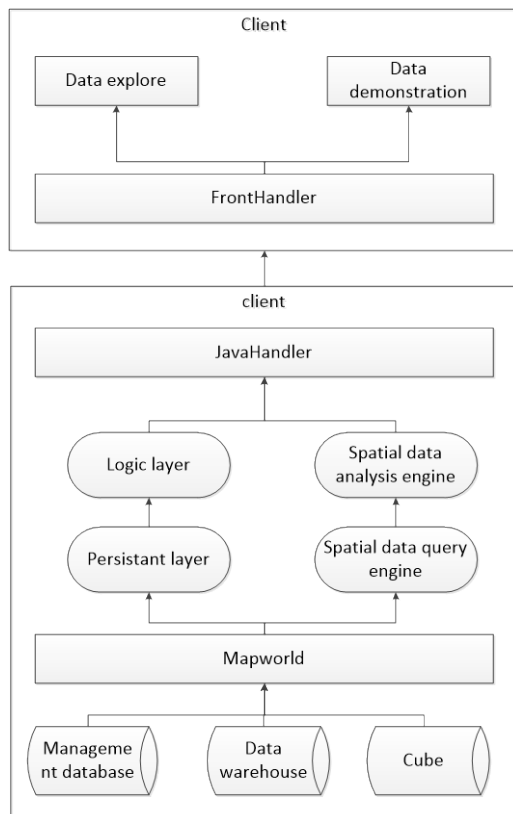 Client
Data explore
Data
demonstration
FrontHandler
client
JavaHandler
Logic layer
Spatial data
analysis engine
Persistant layer
Spatial data query
engine
Mapworld
Manageme
nt database
Data
warehouse
Cube